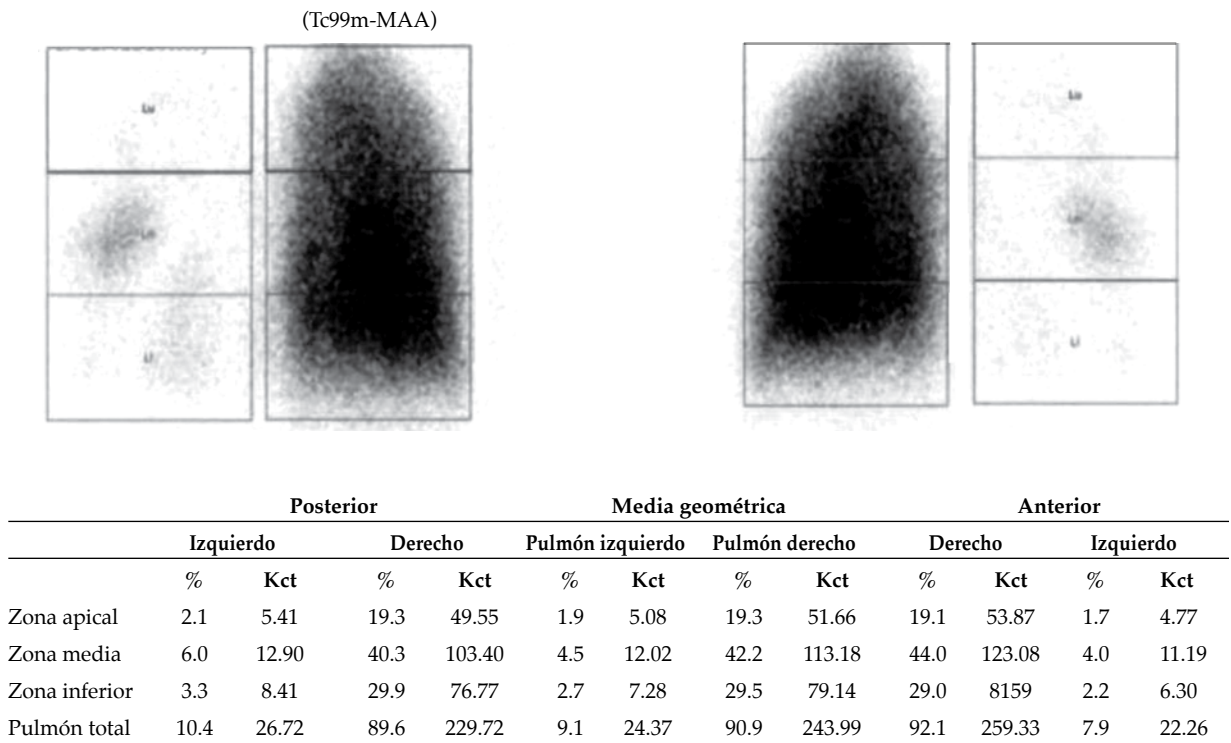 (Tc99m-MAA)
Lu
Lu
Posterior Media geométrica Anterior
Izquierdo Derecho Pulmón izquierdo Pulmón derecho Derecho Izquierdo
% Kct % Kct % Kct % Kct % Kct % Kct
Zona apical 2.1 5.41 19.3 49.55 1.9 5.08 19.3 51.66 19.1 53.87 1.7 4.77
Zona media 6.0 12.90 40.3 103.40 4.5 12.02 42.2 113.18 44.0 123.08 4.0 11.19
Zona inferior 3.3 8.41 29.9 76.77 2.7 7.28 29.5 79.14 29.0 8159 2.2 6.30
Pulmón total 10.4 26.72 89.6 229.72 9.1 24.37 90.9 243.99 92.1 259.33 7.9 22.26